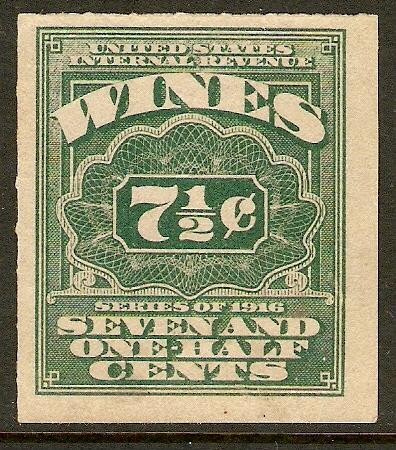 UNITED STATES
INTERNAL REVENUE
WINES
7½¢
SERIES OF 1916
SEVEN AND
ONE-HALF
CENTS